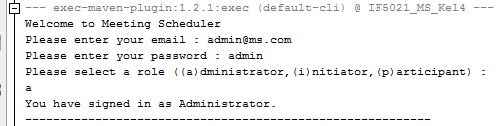 --- exec-maven-plugin:1.2.1:exec (default-cli) @ IF5021_MS_Kel4 ---
Welcome to Meeting Scheduler
Please enter your email : admin@ms.com
Please enter your password : admin
Please select a role ((a)dministrator,(i)nitiator,(p)articipant) :
a
You have signed in as Administrator.
----------------------------------------------------------